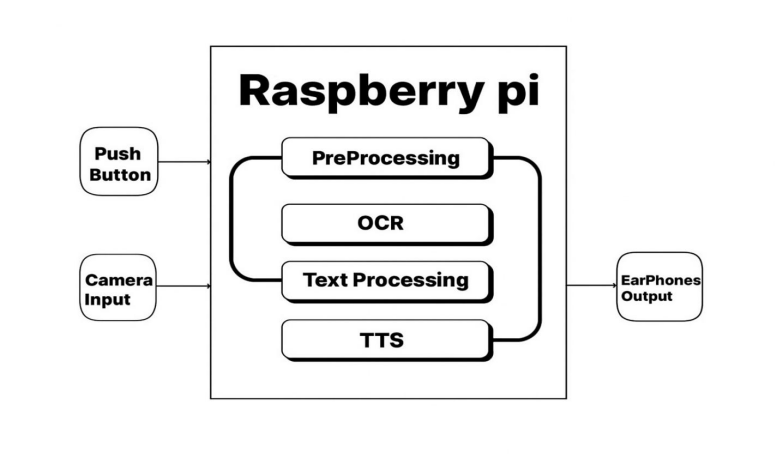 Raspberry pi
Push
Button
PreProcessing
OCR
Camera
Input
Text Processing
EarPhones
Output
TTS